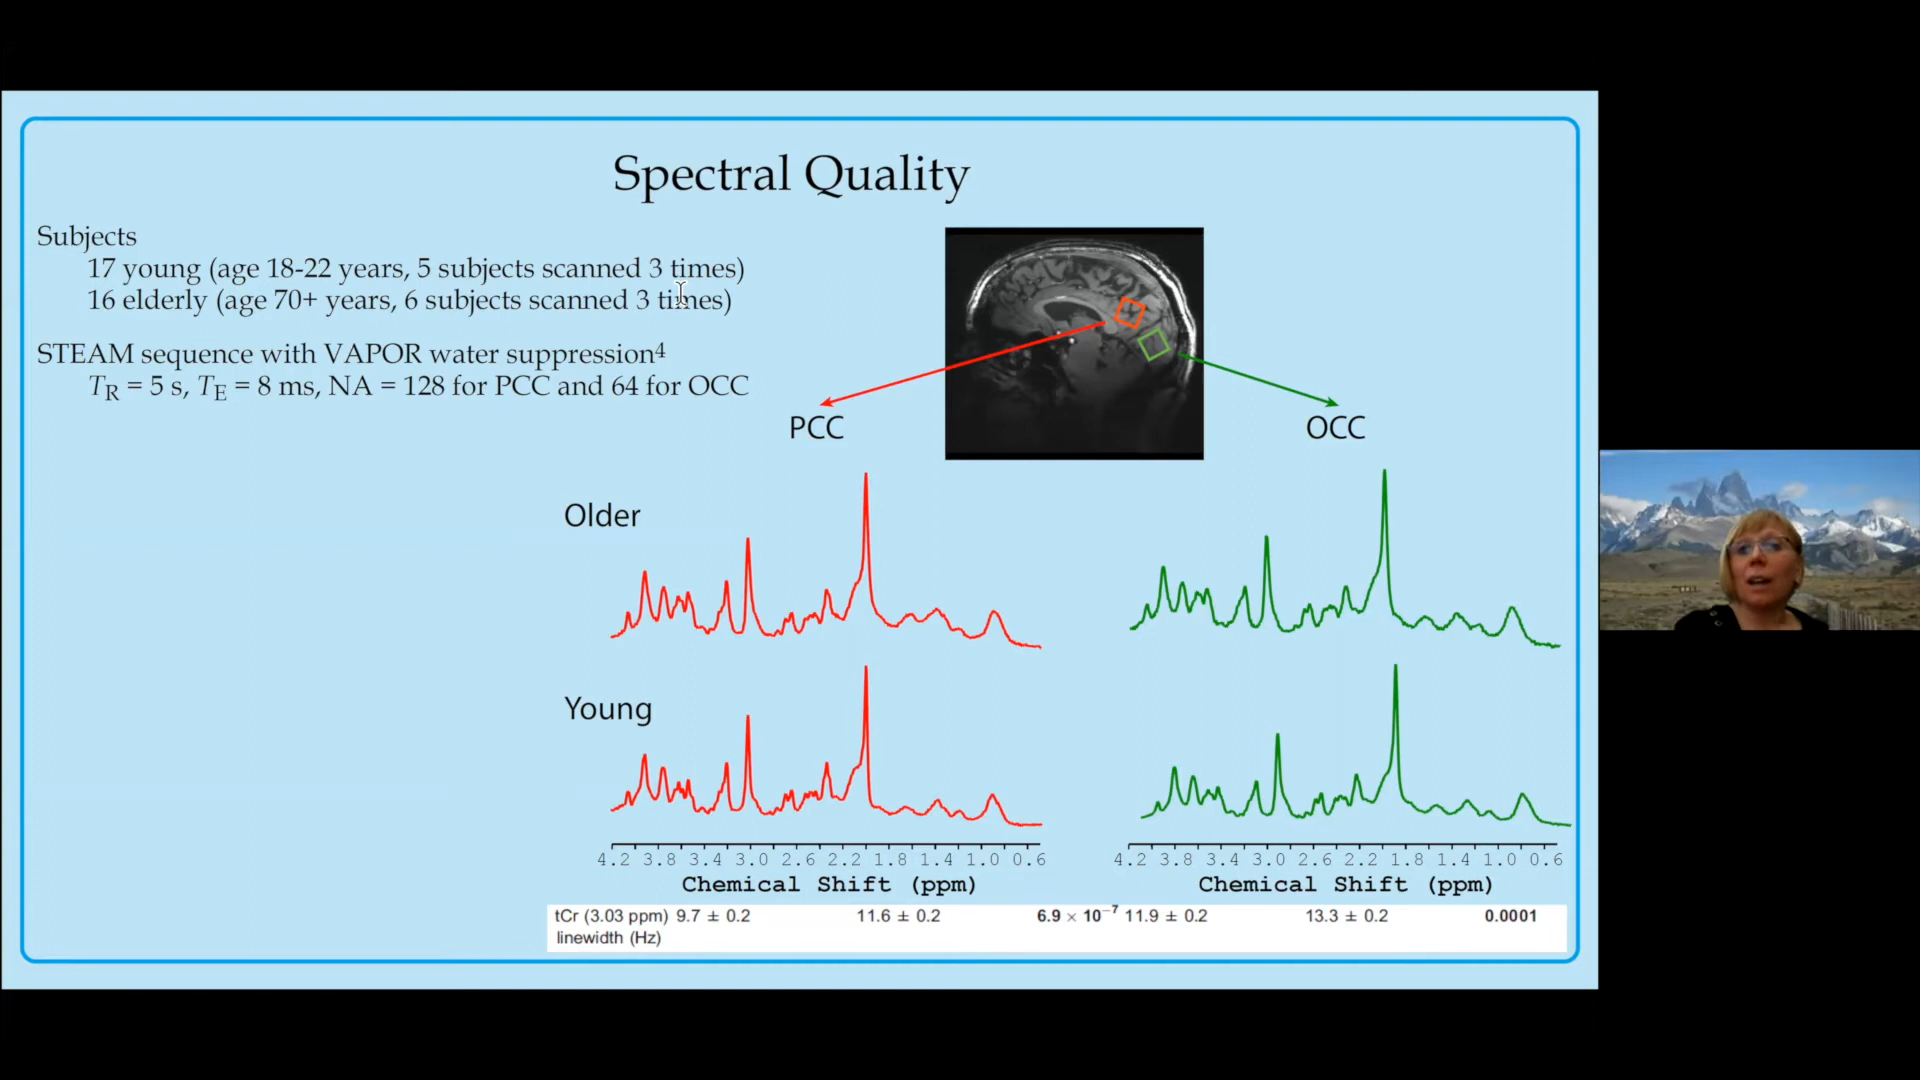 Spectral Quality
Subjects
17 young (age 18-22 years, 5 subjects scanned 3 times)
16 elderly (age 70+ years, 6 subjects scanned 3 times)
STEAM sequence with VAPOR water suppression4
TR = 5 s, TE = 8 ms, NA = 128 for PCC and 64 for OCC
PCC
OCC
Older
Young
4.2 3.8 3.4 3.0 2.6 2.2 1.8 1.4 1.0 0.6
Chemical Shift (ppm)
4.2 3.8 3.4 3.0 2.6 2.2 1.8 1.4 1.0 0.6
Chemical Shift (ppm)
tCr (3.03 ppm) 9.7 ± 0.2 11.6 ± 0.2 6.9 × 10⁻⁷ 11.9 ± 0.2 13.3 ± 0.2 0.0001
linewidth (Hz)